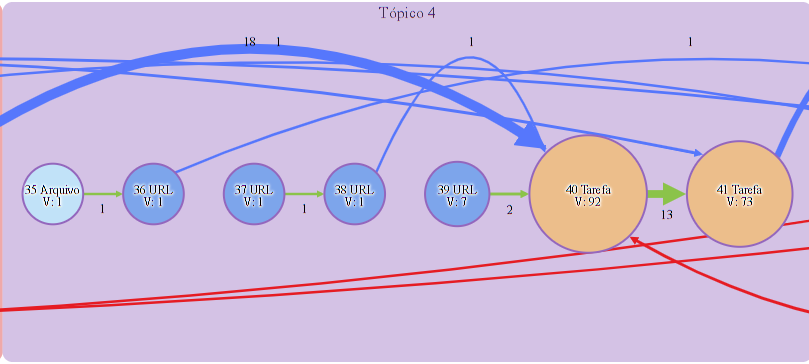 Tópico 4
18
1
1
1
35 Arquivo
V: 1
1
36 URL
V: 1
37 URL
V: 1
1
38 URL
V: 1
39 URL
V: 7
2
40 Tarefa
V: 92
13
41 Tarefa
V: 73